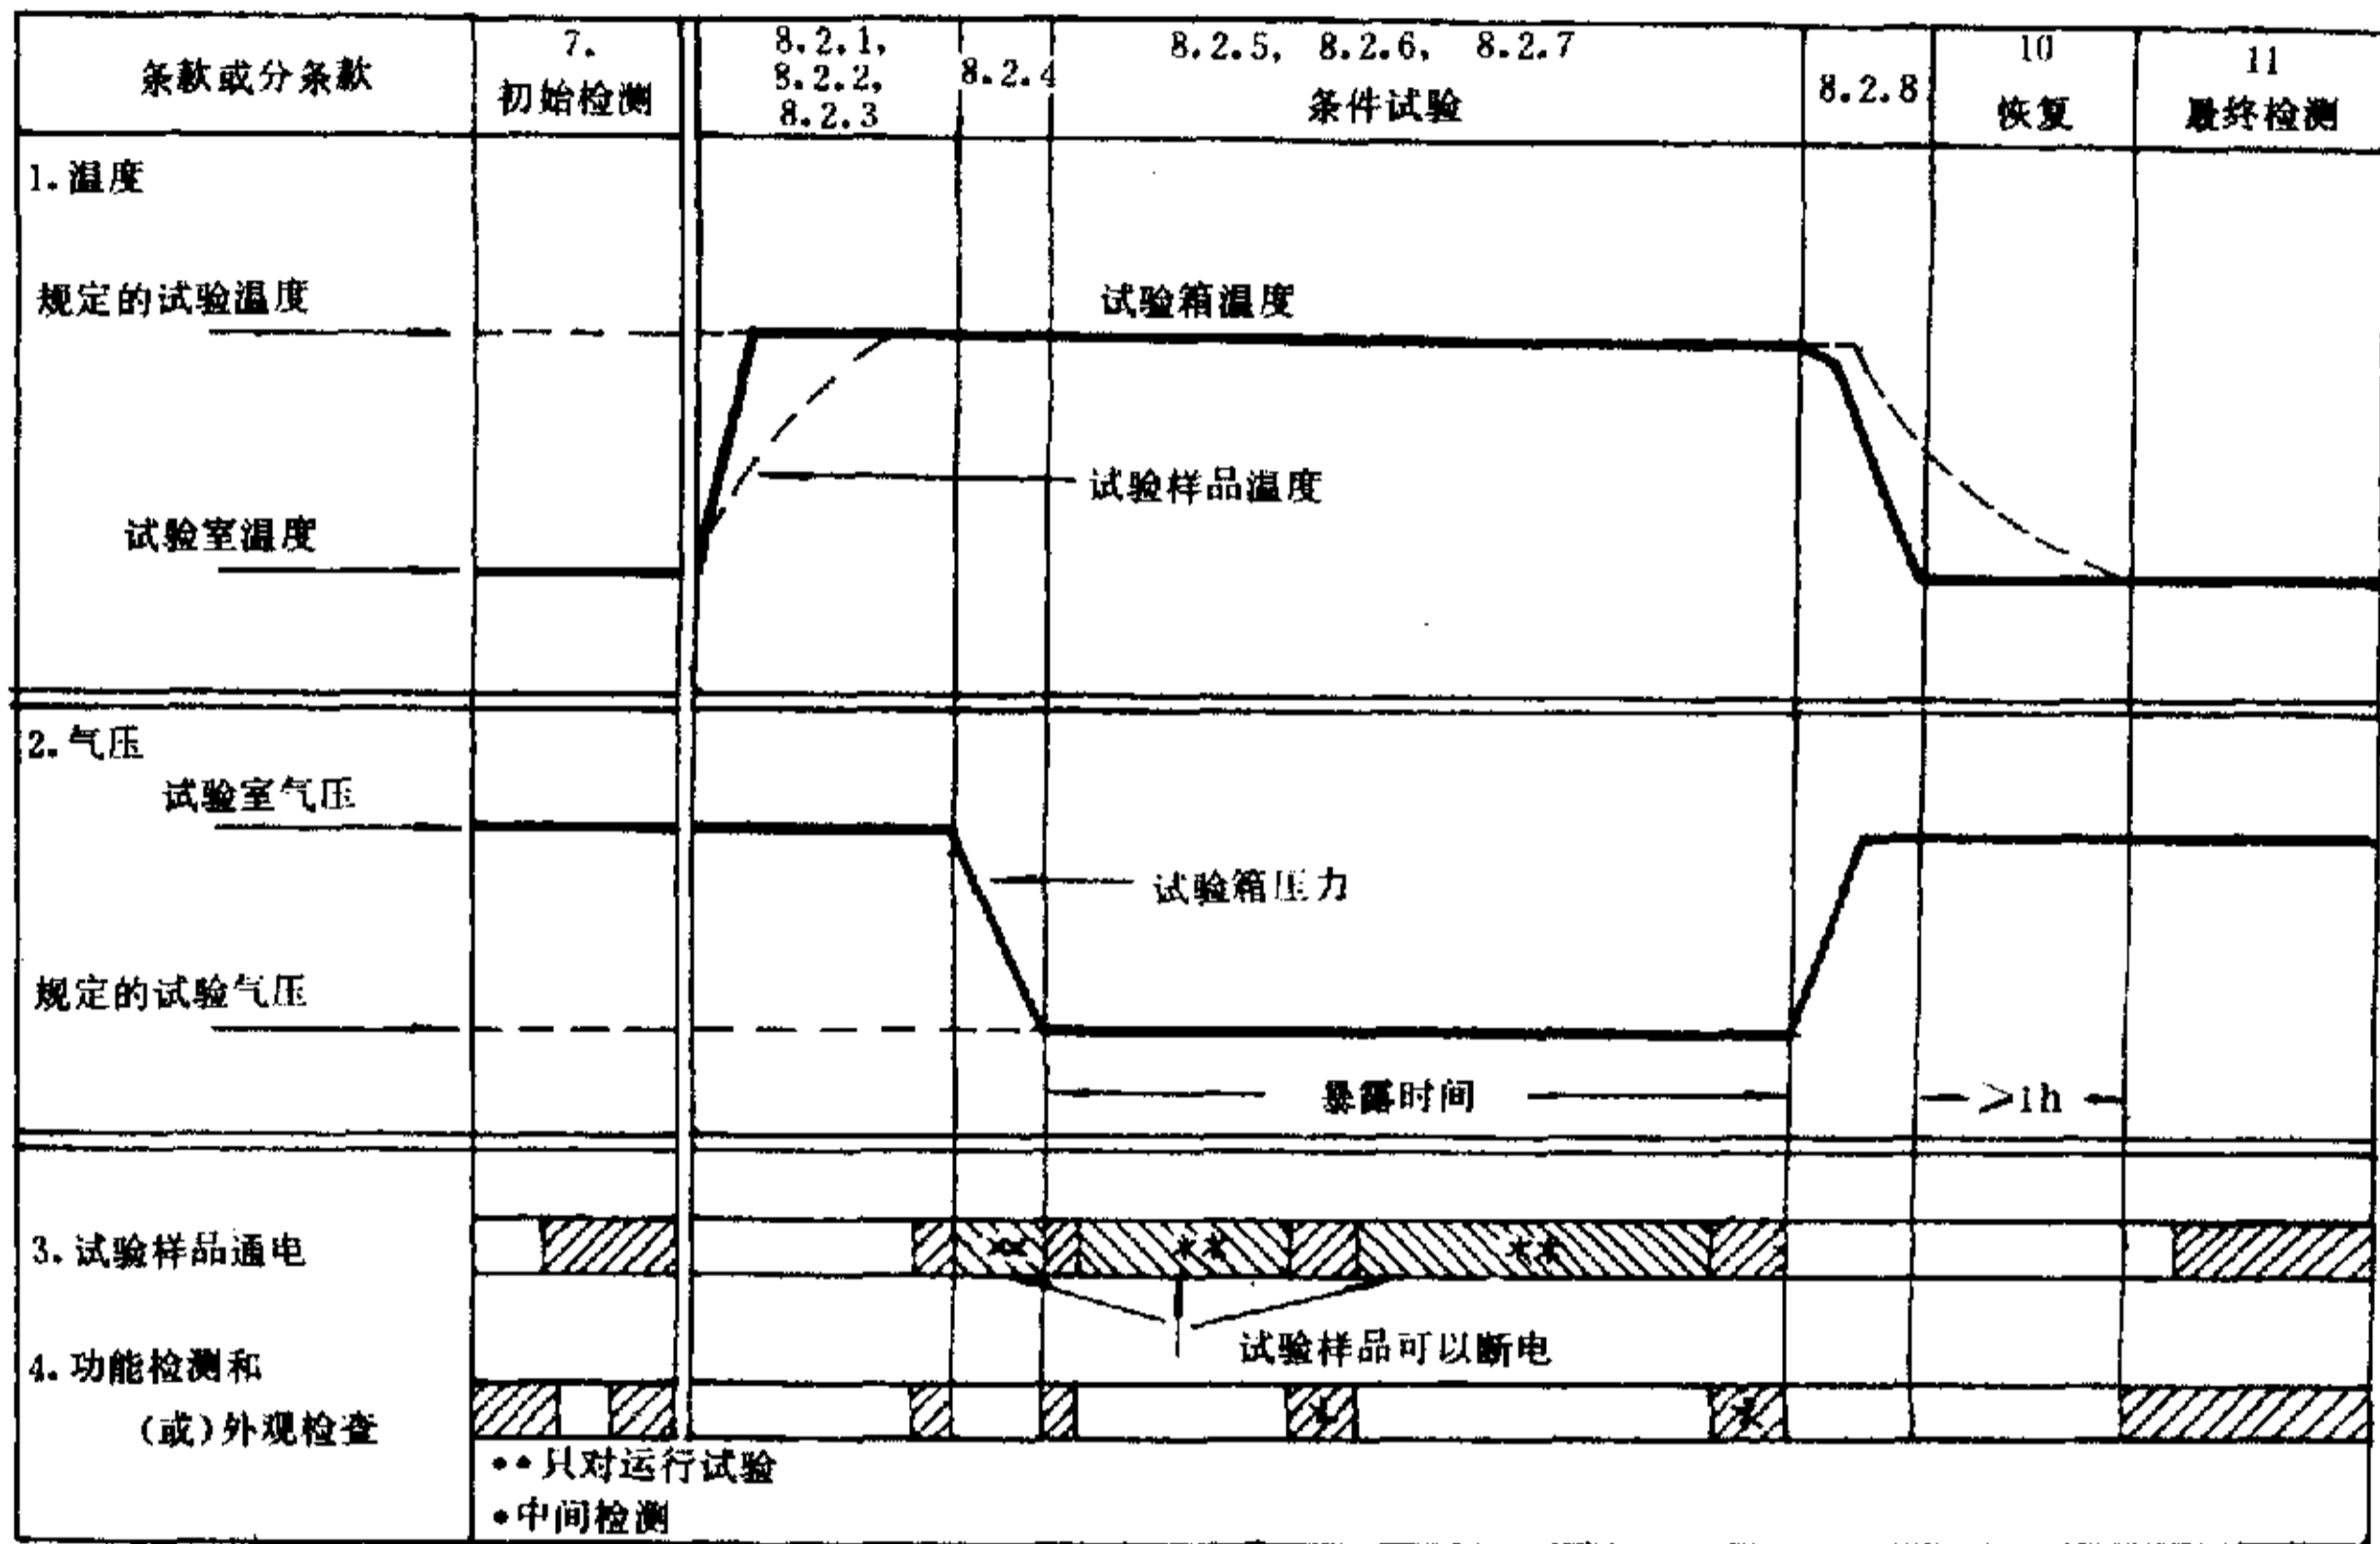 条款或分条款
7.
初始检测
8.2.1,
8.2.2,
8.2.3
8.2.4
8.2.5, 8.2.6, 8.2.7
条件试验
8.2.8
10
恢复
11
最终检测
1.温度
规定的试验温度
试验箱温度
试验样品温度
试验室温度
2.气压
试验室气压
试验箱压力
规定的试验气压
暴露时间
>1h
3.试验样品通电
** ** **
试验样品可以断电
4.功能检测和
(或)外观检查
* *
**只对运行试验
*中间检测